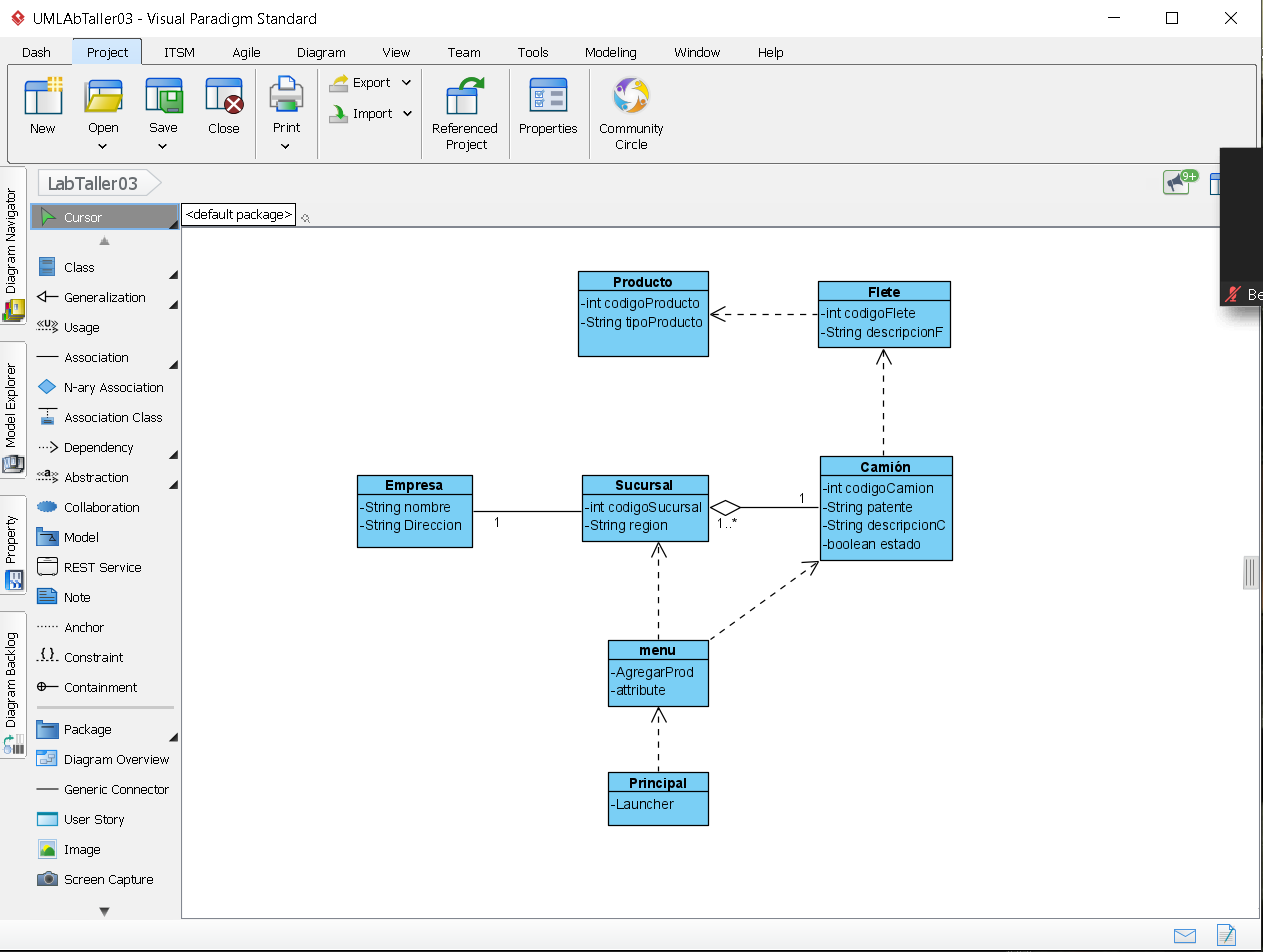 UMLAbTaller03 - Visual Paradigm Standard
Dash Project ITSM Agile Diagram View Team Tools Modeling Window Help
New Open Save Close Print Export Import Referenced Project Properties Community Circle
LabTaller03
9+
Diagram Navigator
Model Explorer
Property
Diagram Backlog
Cursor
Class
Generalization
«U» Usage
Association
N-ary Association
Association Class
Dependency
«a» Abstraction
Collaboration
Model
REST Service
Note
Anchor
{} Constraint
Containment
Package
Diagram Overview
Generic Connector
User Story
Image
Screen Capture
<default package>
Be
Producto
-int codigoProducto
-String tipoProducto
Flete
-int codigoFlete
-String descripcionF
Empresa
-String nombre
-String Direccion
1
Sucursal
-int codigoSucursal
-String region
1..*
1
Camión
-int codigoCamion
-String patente
-String descripcionC
-boolean estado
menu
-AgregarProd
-attribute
Principal
-Launcher